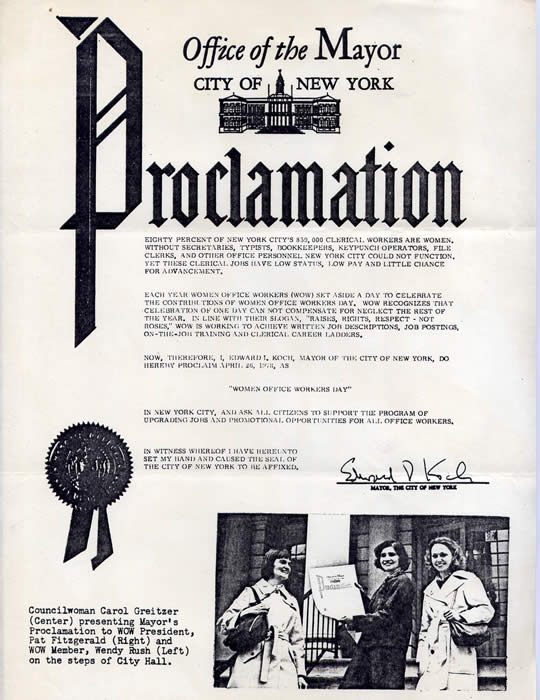 Office of the Mayor
CITY OF NEW YORK
Proclamation
EIGHTY PERCENT OF NEW YORK CITY'S 850,000 CLERICAL WORKERS ARE WOMEN.
WITHOUT SECRETARIES, TYPISTS, BOOKKEEPERS, KEYPUNCH OPERATORS, FILE
CLERKS, AND OTHER OFFICE PERSONNEL NEW YORK CITY COULD NOT FUNCTION.
YET THESE CLERICAL JOBS HAVE LOW STATUS, LOW PAY AND LITTLE CHANCE
FOR ADVANCEMENT.
EACH YEAR WOMEN OFFICE WORKERS (WOW) SET ASIDE A DAY TO CELEBRATE
THE CONTRIBUTIONS OF WOMEN OFFICE WORKERS DAY. WOW RECOGNIZES THAT
CELEBRATION OF ONE DAY CAN NOT COMPENSATE FOR NEGLECT THE REST OF
THE YEAR. IN LINE WITH THEIR SLOGAN, "RAISES, RIGHTS, RESPECT - NOT
ROSES," WOW IS WORKING TO ACHIEVE WRITTEN JOB DESCRIPTIONS, JOB POSTINGS,
ON-THE-JOB TRAINING AND CLERICAL CAREER LADDERS.
NOW, THEREFORE, I, EDWARD I. KOCH, MAYOR OF THE CITY OF NEW YORK, DO
HEREBY PROCLAIM APRIL 26, 1978, AS
"WOMEN OFFICE WORKERS DAY"
IN NEW YORK CITY, AND ASK ALL CITIZENS TO SUPPORT THE PROGRAM OF
UPGRADING JOBS AND PROMOTIONAL OPPORTUNITIES FOR ALL OFFICE WORKERS.
IN WITNESS WHEREOF I HAVE HEREUNTO
SET MY HAND AND CAUSED THE SEAL OF
THE CITY OF NEW YORK TO BE AFFIXED.
Edward I Koch
MAYOR, THE CITY OF NEW YORK
Proclamation
Councilwoman Carol Greitzer
(Center) presenting Mayor's
Proclamation to WOW President,
Pat Fitzgerald (Right) and
WOW Member, Wendy Rush (Left)
on the steps of City Hall.